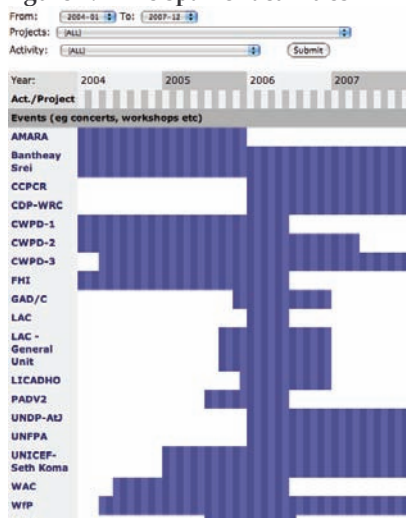 From: 2004-01 To: 2007-12
Projects: (ALL)
Activity: (ALL) Submit
Year: 2004 2005 2006 2007
Act./Project
Events (eg concerts, workshops etc)
AMARA
Bantheay
Srei
CCPCR
CDP-WRC
CWPD-1
CWPD-2
CWPD-3
FHI
GAD/C
LAC
LAC -
General
Unit
LICADHO
PADV2
UNDP-AtJ
UNFPA
UNICEF-
Seth Koma
WAC
WfP